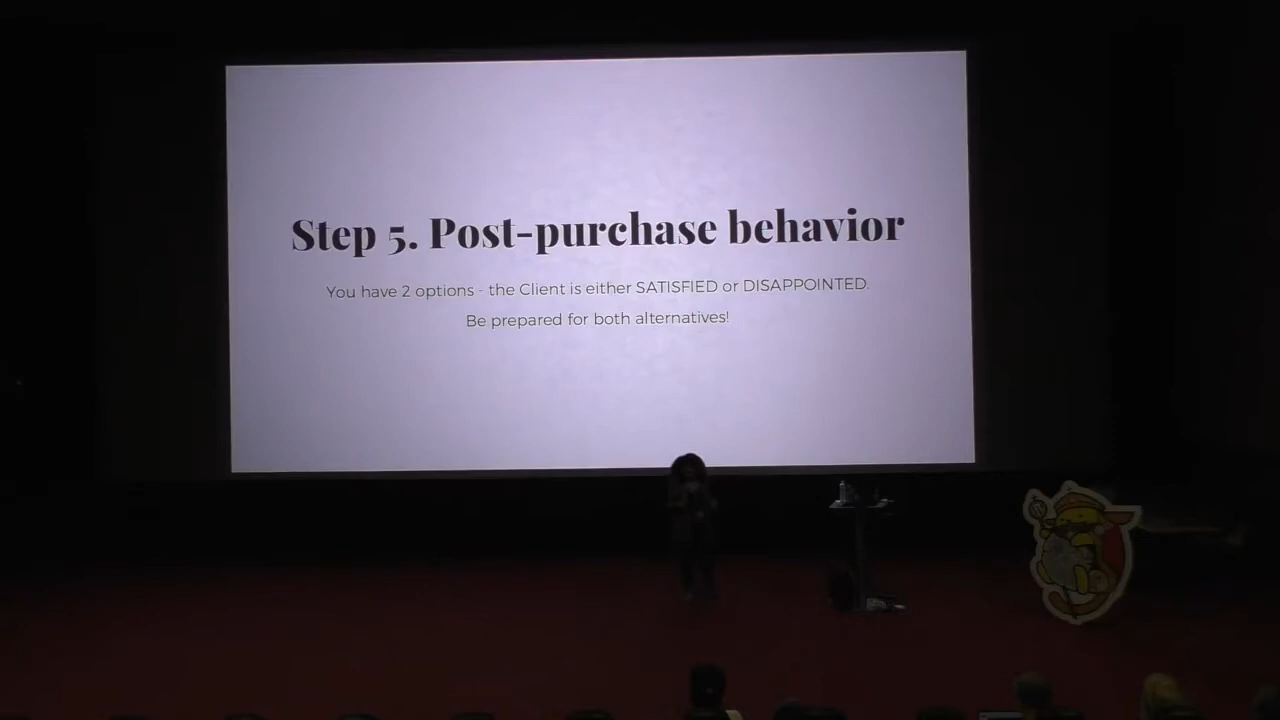 Step 5. Post-purchase behavior
You have 2 options - the Client is either SATISFIED or DISAPPOINTED.
Be prepared for both alternatives!